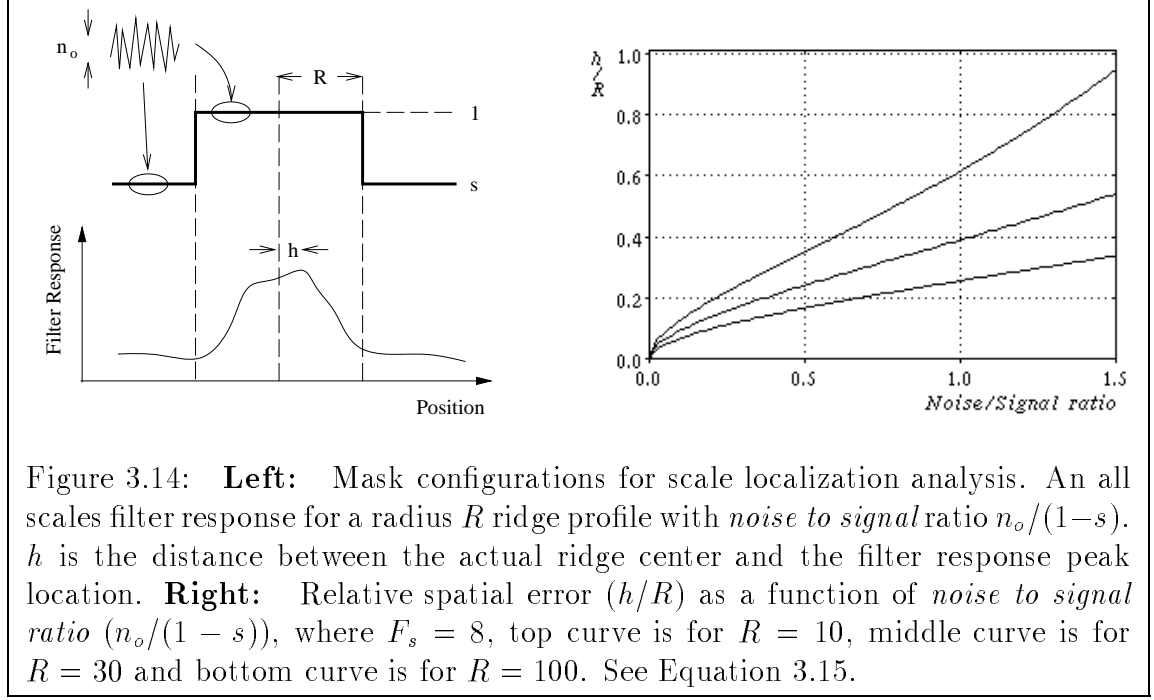 n o
R
1
s
h
Filter Response
Position
h/R
1.0
0.8
0.6
0.4
0.2
0.0
0.0 0.5 1.0 1.5
Noise/Signal ratio
Figure 3.14: Left: Mask configurations for scale localization analysis. An all
scales filter response for a radius R ridge profile with noise to signal ratio nₒ/(1−s).
h is the distance between the actual ridge center and the filter response peak
location. Right: Relative spatial error (h/R) as a function of noise to signal
ratio (nₒ/(1 − s)), where Fₛ = 8, top curve is for R = 10, middle curve is for
R = 30 and bottom curve is for R = 100. See Equation 3.15.